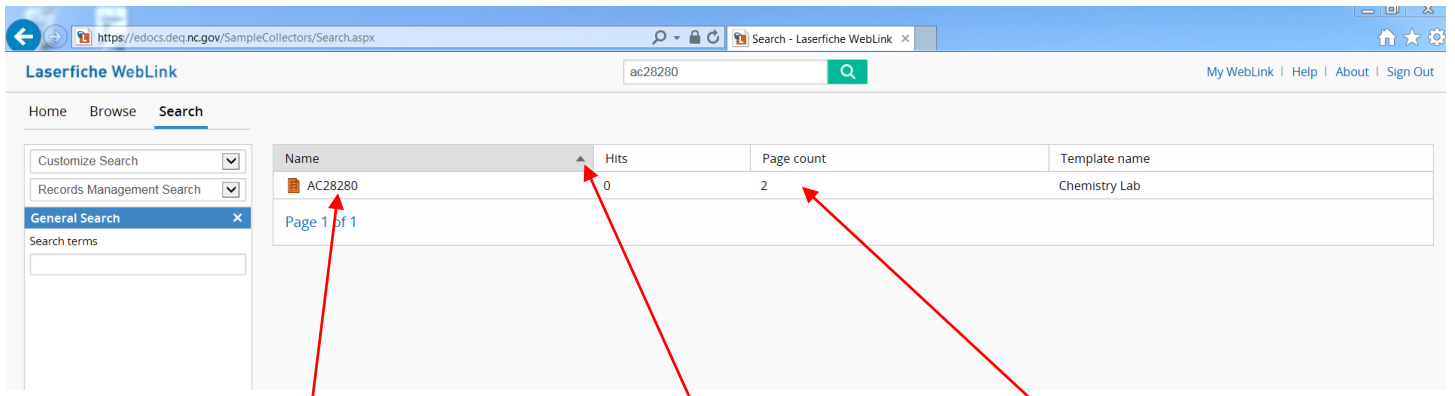 https://edocs.deq.nc.gov/SampleCollectors/Search.aspx
Search - Laserfiche WebLink
Laserfiche WebLink
ac28280
My WebLink | Help | About | Sign Out
Home Browse Search
Customize Search
Records Management Search
General Search
Search terms
Name Hits Page count Template name
AC28280 0 2 Chemistry Lab
Page 1 of 1